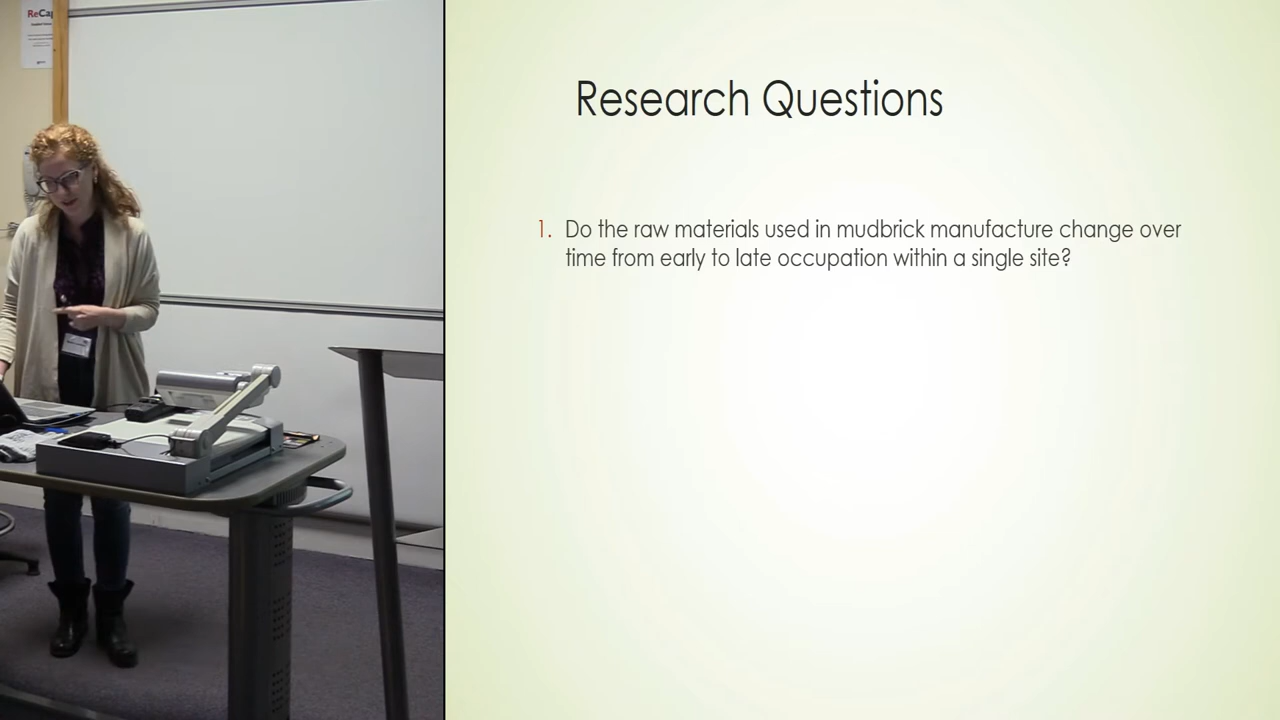 ReCap
Research Questions
1. Do the raw materials used in mudbrick manufacture change over
time from early to late occupation within a single site?